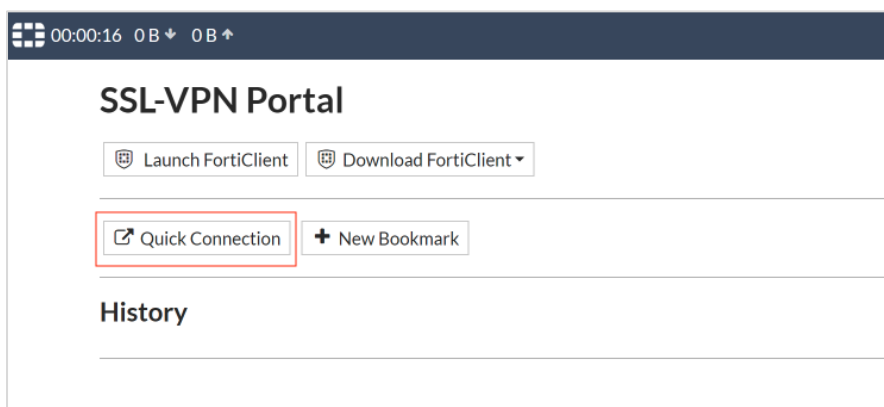 00:00:16 0 B 0 B
SSL-VPN Portal
Launch FortiClient Download FortiClient
Quick Connection New Bookmark
History